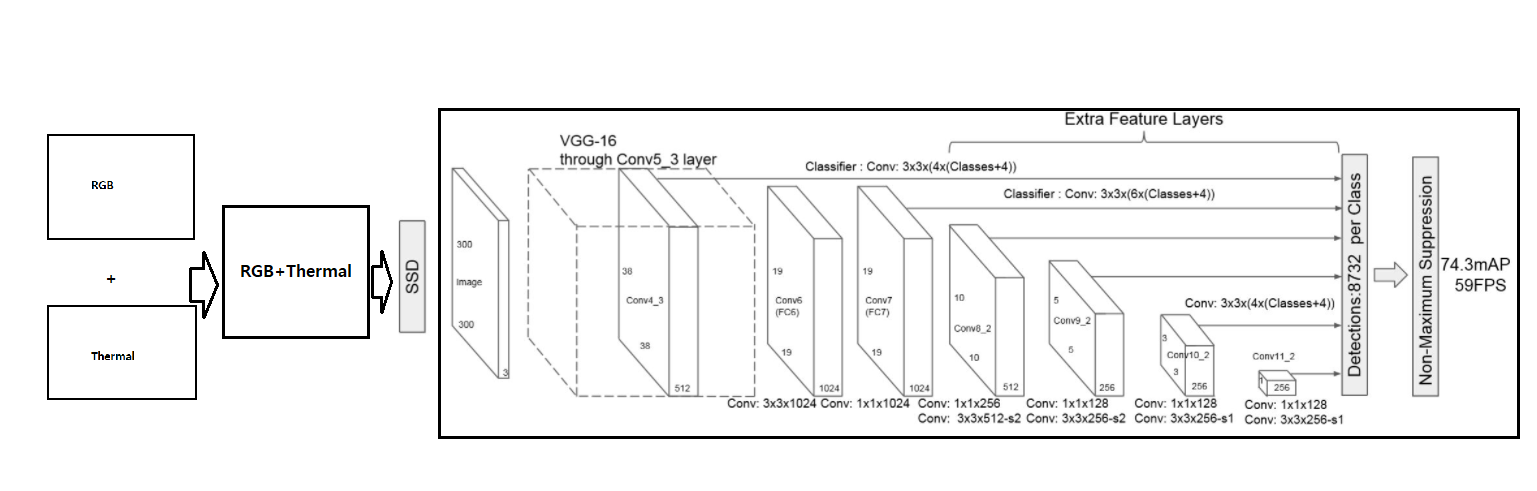 RGB
+
Thermal
RGB+Thermal
SSD
VGG-16
through Conv5_3 layer
Extra Feature Layers
Classifier : Conv: 3x3x(4x(Classes+4))
Classifier : Conv: 3x3x(6x(Classes+4))
Conv: 3x3x(4x(Classes+4))
300
Image
300
3
38
Conv4_3
38
512
19
Conv6
(FC6)
19
1024
19
Conv7
(FC7)
19
1024
10
Conv8_2
10
512
5
Conv9_2
5
256
3
Conv10_2
3
256
Conv11_2
1
256
Conv: 3x3x1024
Conv: 1x1x1024
Conv: 1x1x256
Conv: 3x3x512-s2
Conv: 1x1x128
Conv: 3x3x256-s2
Conv: 1x1x128
Conv: 3x3x256-s1
Conv: 1x1x128
Conv: 3x3x256-s1
Detections:8732 per Class
Non-Maximum Suppression
74.3mAP
59FPS